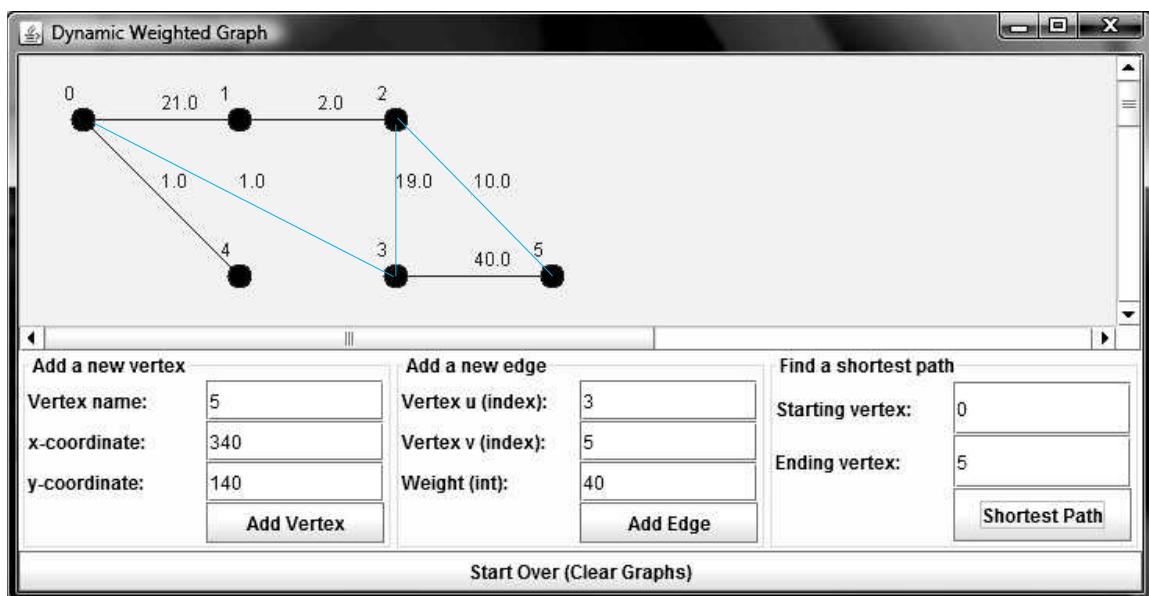 Dynamic Weighted Graph
0 21.0 1 2.0 2
1.0 1.0 19.0 10.0
4 3 40.0 5
Add a new vertex
Vertex name: 5
x-coordinate: 340
y-coordinate: 140
Add Vertex
Add a new edge
Vertex u (index): 3
Vertex v (index): 5
Weight (int): 40
Add Edge
Find a shortest path
Starting vertex: 0
Ending vertex: 5
Shortest Path
Start Over (Clear Graphs)